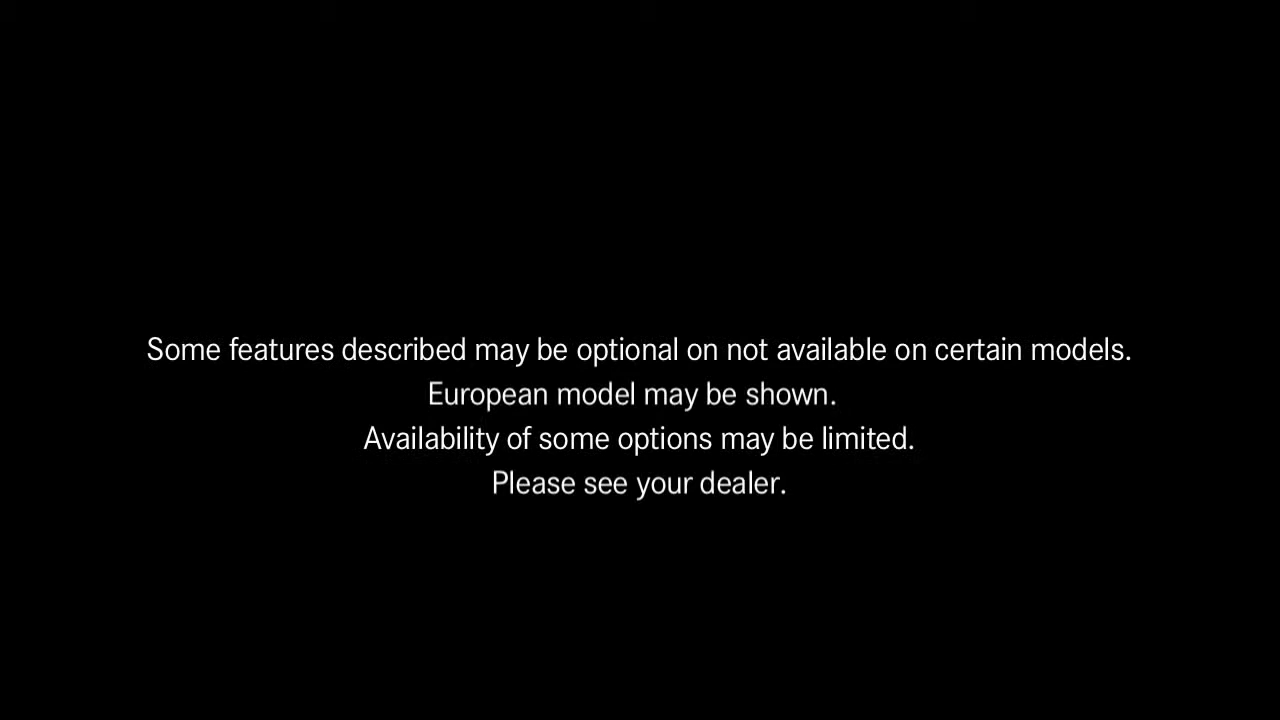 Some features described may be optional on not available on certain models.
European model may be shown.
Availability of some options may be limited.
Please see your dealer.